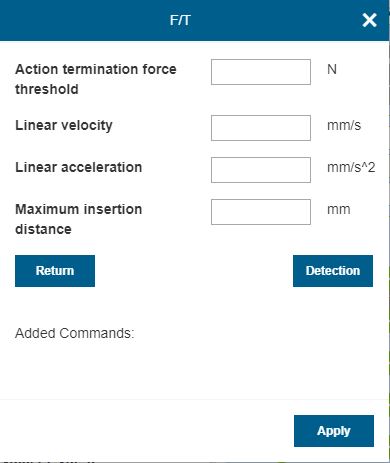 F/T
Action termination force
threshold
N
Linear velocity
mm/s
Linear acceleration
mm/s^2
Maximum insertion
distance
mm
Return
Detection
Added Commands:
Apply